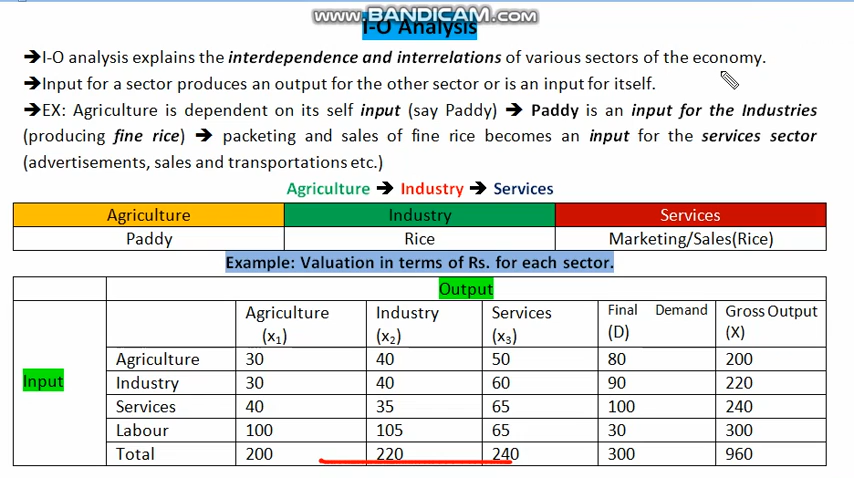 WWW.BANDICAM.COM
I-O Analysis
➔I-O analysis explains the interdependence and interrelations of various sectors of the economy.
➔Input for a sector produces an output for the other sector or is an input for itself.
➔EX: Agriculture is dependent on its self input (say Paddy) ➔ Paddy is an input for the Industries
(producing fine rice) ➔ packeting and sales of fine rice becomes an input for the services sector
(advertisements, sales and transportations etc.)
Agriculture ➔ Industry ➔ Services
Agriculture Industry Services
Paddy Rice Marketing/Sales(Rice)
Example: Valuation in terms of Rs. for each sector.
Output
Agriculture Industry Services Final Demand Gross Output
(x₁) (x₂) (x₃) (D) (X)
Agriculture 30 40 50 80 200
Input Industry 30 40 60 90 220
Services 40 35 65 100 240
Labour 100 105 65 30 300
Total 200 220 240 300 960